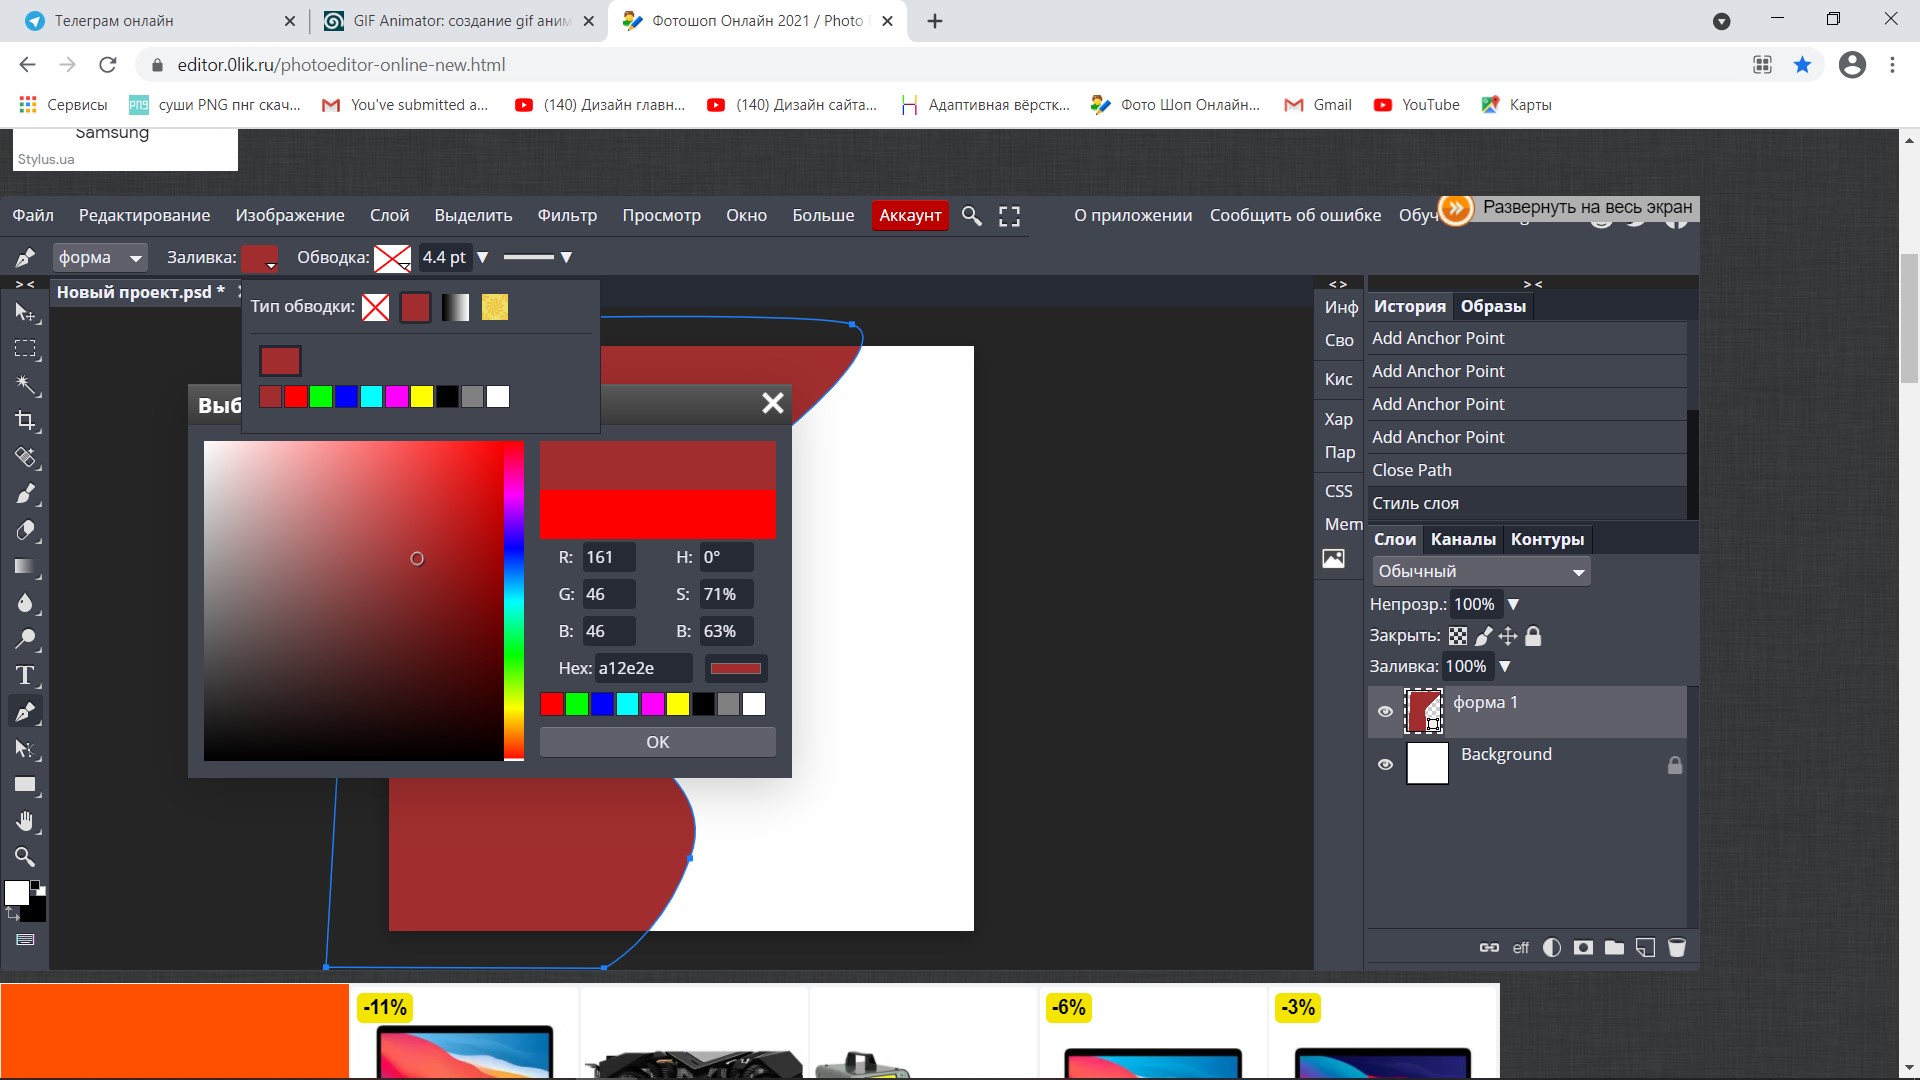 Телеграм онлайн
GIF Animator: создание gif аним
Фотошоп Онлайн 2021 / Photo
editor.0lik.ru/photoeditor-online-new.html
Сервисы
суши PNG пнг скач...
You've submitted a...
(140) Дизайн главн...
(140) Дизайн сайта...
Адаптивная вёрстк...
Фото Шоп Онлайн...
Gmail
YouTube
Карты
Samsung
Stylus.ua
Файл Редактирование Изображение Слой Выделить Фильтр Просмотр Окно Больше Аккаунт
О приложении Сообщить об ошибке Обуч
Развернуть на весь экран
форма Заливка: Обводка: 4.4 pt
Новый проект.psd *
Тип обводки:
Выб
R: 161 H: 0°
G: 46 S: 71%
B: 46 B: 63%
Hex: a12e2e
OK
Инф
Сво
Кис
Хар
Пар
CSS
Mem
История Образы
Add Anchor Point
Add Anchor Point
Add Anchor Point
Add Anchor Point
Close Path
Стиль слоя
Слои Каналы Контуры
Обычный
Непрозр.: 100%
Закрыть:
Заливка: 100%
форма 1
Background
eff
-11%
-6%
-3%